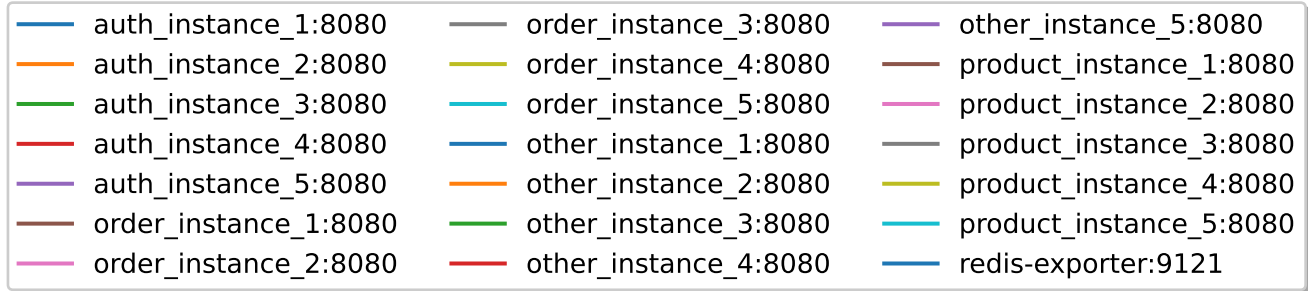 auth_instance_1:8080
auth_instance_2:8080
auth_instance_3:8080
auth_instance_4:8080
auth_instance_5:8080
order_instance_1:8080
order_instance_2:8080
order_instance_3:8080
order_instance_4:8080
order_instance_5:8080
other_instance_1:8080
other_instance_2:8080
other_instance_3:8080
other_instance_4:8080
other_instance_5:8080
product_instance_1:8080
product_instance_2:8080
product_instance_3:8080
product_instance_4:8080
product_instance_5:8080
redis-exporter:9121